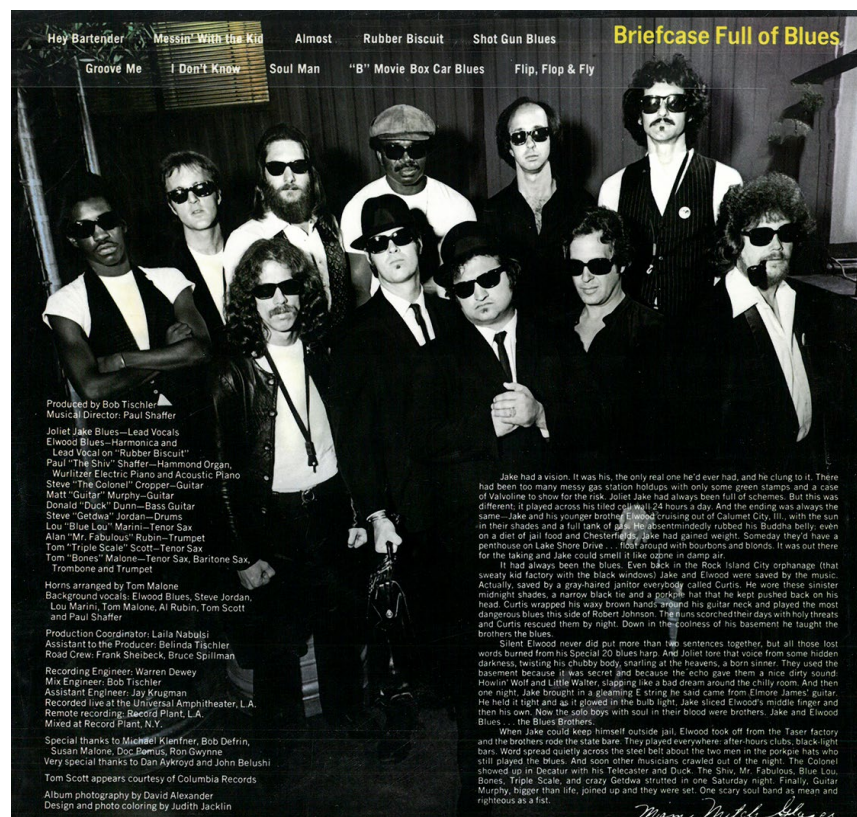 Hey Bartender Messin' With the Kid Almost Rubber Biscuit Shot Gun Blues
Groove Me I Don't Know Soul Man "B" Movie Box Car Blues Flip, Flop & Fly
Briefcase Full of Blues
Produced by Bob Tischler
Musical Director: Paul Shaffer
Joliet Jake Blues—Lead Vocals
Elwood Blues—Harmonica and
Lead Vocal on "Rubber Biscuit"
Paul "The Shiv" Shaffer—Hammond Organ,
Wurlitzer Electric Piano and Acoustic Piano
Steve "The Colonel" Cropper—Guitar
Matt "Guitar" Murphy—Guitar
Donald "Duck" Dunn—Bass Guitar
Steve "Getdwa" Jordan—Drums
Lou "Blue Lou" Marini—Tenor Sax
Alan "Mr. Fabulous" Rubin—Trumpet
Tom "Triple Scale" Scott—Tenor Sax
Tom "Bones" Malone—Tenor Sax, Baritone Sax,
Trombone and Trumpet
Horns arranged by Tom Malone
Background vocals: Elwood Blues, Steve Jordan,
Lou Marini, Tom Malone, Al Rubin, Tom Scott
and Paul Shaffer
Production Coordinator: Laila Nabulsi
Assistant to the Producer: Belinda Tischler
Road Crew: Frank Sheibeck, Bruce Spillman
Recording Engineer: Warren Dewey
Mix Engineer: Bob Tischler
Assistant Engineer: Jay Krugman
Recorded live at the Universal Amphitheater, L.A.
Remote recording: Record Plant, L.A.
Mixed at Record Plant, N.Y.
Special thanks to Michael Klenfner, Bob Defrin,
Susan Malone, Doc Pomus, Ron Gwynne
Very special thanks to Dan Aykroyd and John Belushi
Tom Scott appears courtesy of Columbia Records
Album photography by David Alexander
Design and photo coloring by Judith Jacklin
Jake had a vision. It was his, the only real one he'd ever had, and he clung to it. There
had been too many messy gas station holdups with only some green stamps and a case
of Valvoline to show for the risk. Joliet Jake had always been full of schemes. But this was
different; it played across his tiled cell wall 24 hours a day. And the ending was always the
same—Jake and his younger brother Elwood cruising out of Calumet City, Ill., with the sun
in their shades and a full tank of gas. He absentmindedly rubbed his Buddha belly; even
on a diet of jail food and Chesterfields, Jake had gained weight. Someday they'd have a
penthouse on Lake Shore Drive . . . float around with bourbons and blonds. It was out there
for the taking and Jake could smell it like ozone in damp air.
It had always been the blues. Even back in the Rock Island City orphanage (that
sweaty kid factory with the black windows) Jake and Elwood were saved by the music.
Actually, saved by a gray-haired janitor everybody called Curtis. He wore these sinister
midnight shades, a narrow black tie and a porkpie hat that he kept pushed back on his
head. Curtis wrapped his waxy brown hands around his guitar neck and played the most
dangerous blues this side of Robert Johnson. The nuns scorched their days with holy threats
and Curtis rescued them by night. Down in the coolness of his basement he taught the
brothers the blues.
Silent Elwood never did put more than two sentences together, but all those lost
words burned from his Special 20 blues harp. And Joliet tore that voice from some hidden
darkness, twisting his chubby body, snarling at the heavens, a born sinner. They used the
basement because it was secret and because the echo gave them a nice dirty sound:
Howlin' Wolf and Little Walter, slapping like a bad dream around the chilly room. And then
one night, Jake brought in a gleaming E string he said came from Elmore James' guitar.
He held it tight and as it glowed in the bulb light, Jake sliced Elwood's middle finger and
then his own. Now the solo boys with soul in their blood were brothers. Jake and Elwood
Blues . . . the Blues Brothers.
When Jake could keep himself outside jail, Elwood took off from the Taser factory
and the brothers rode the state bare. They played everywhere: after-hours clubs, black-light
bars. Word spread quietly across the steel belt about the two men in the porkpie hats who
still played the blues. And soon other musicians crawled out of the night. The Colonel
showed up in Decatur with his Telecaster and Duck. The Shiv, Mr. Fabulous, Blue Lou,
Bones, Triple Scale, and crazy Getdwa strutted in one Saturday night. Finally, Guitar
Murphy, bigger than life, joined up and they were set. One scary soul band as mean and
righteous as a fist.
Miami Mitch Glazer